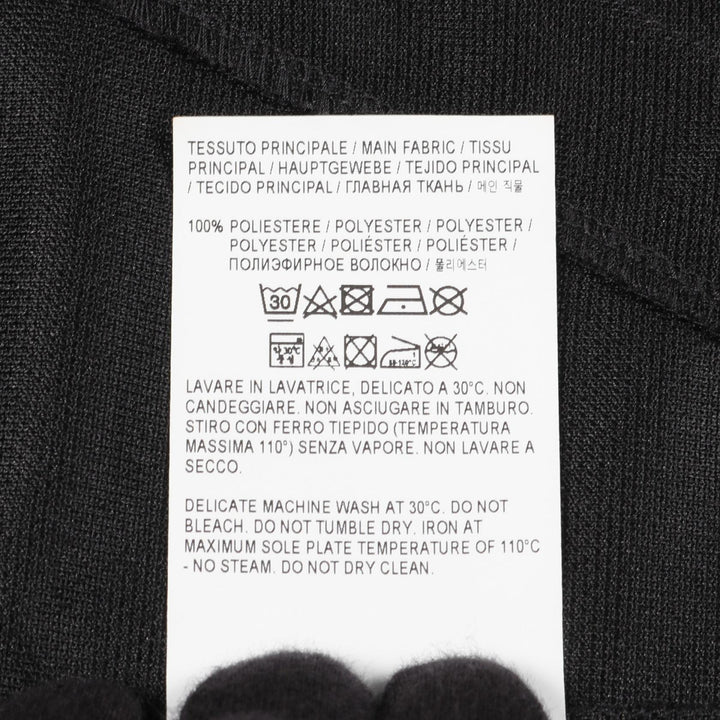 TESSUTO PRINCIPALE / MAIN FABRIC / TISSU
PRINCIPAL / HAUPTGEWEBE / TEJIDO PRINCIPAL
/ TECIDO PRINCIPAL / ГЛАВНАЯ ТКАНЬ / 메인 직물
100% POLIESTERE / POLYESTER / POLYESTER /
POLYESTER / POLIÉSTER / POLIÉSTER /
ПОЛИЭФИРНОЕ ВОЛОКНО / 폴리에스터
30
LAVARE IN LAVATRICE, DELICATO A 30°C. NON
CANDEGGIARE. NON ASCIUGARE IN TAMBURO.
STIRO CON FERRO TIEPIDO (TEMPERATURA
MASSIMA 110°) SENZA VAPORE. NON LAVARE A
SECCO.
DELICATE MACHINE WASH AT 30°C. DO NOT
BLEACH. DO NOT TUMBLE DRY. IRON AT
MAXIMUM SOLE PLATE TEMPERATURE OF 110°C
- NO STEAM. DO NOT DRY CLEAN.